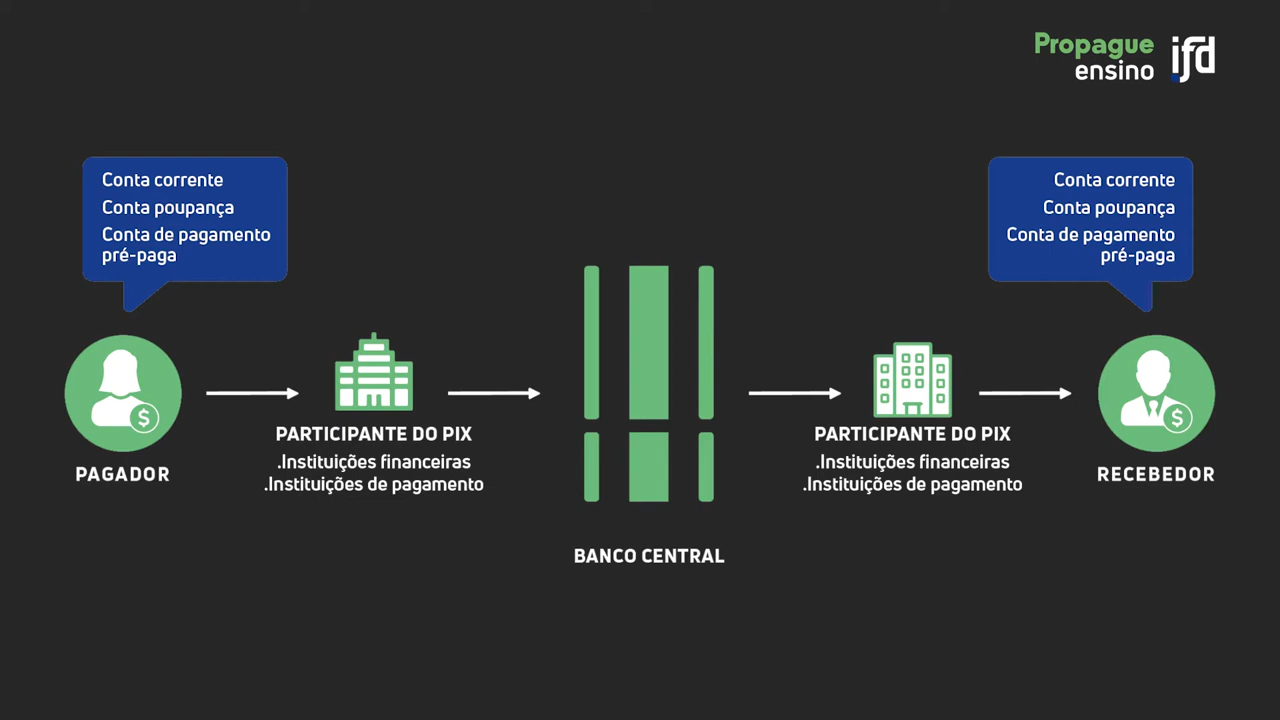 Propague
ensino
ifd
Conta corrente
Conta poupança
Conta de pagamento
pré-paga
Conta corrente
Conta poupança
Conta de pagamento
pré-paga
$
PAGADOR
PARTICIPANTE DO PIX
.Instituições financeiras
.Instituições de pagamento
BANCO CENTRAL
PARTICIPANTE DO PIX
.Instituições financeiras
.Instituições de pagamento
$
RECEBEDOR